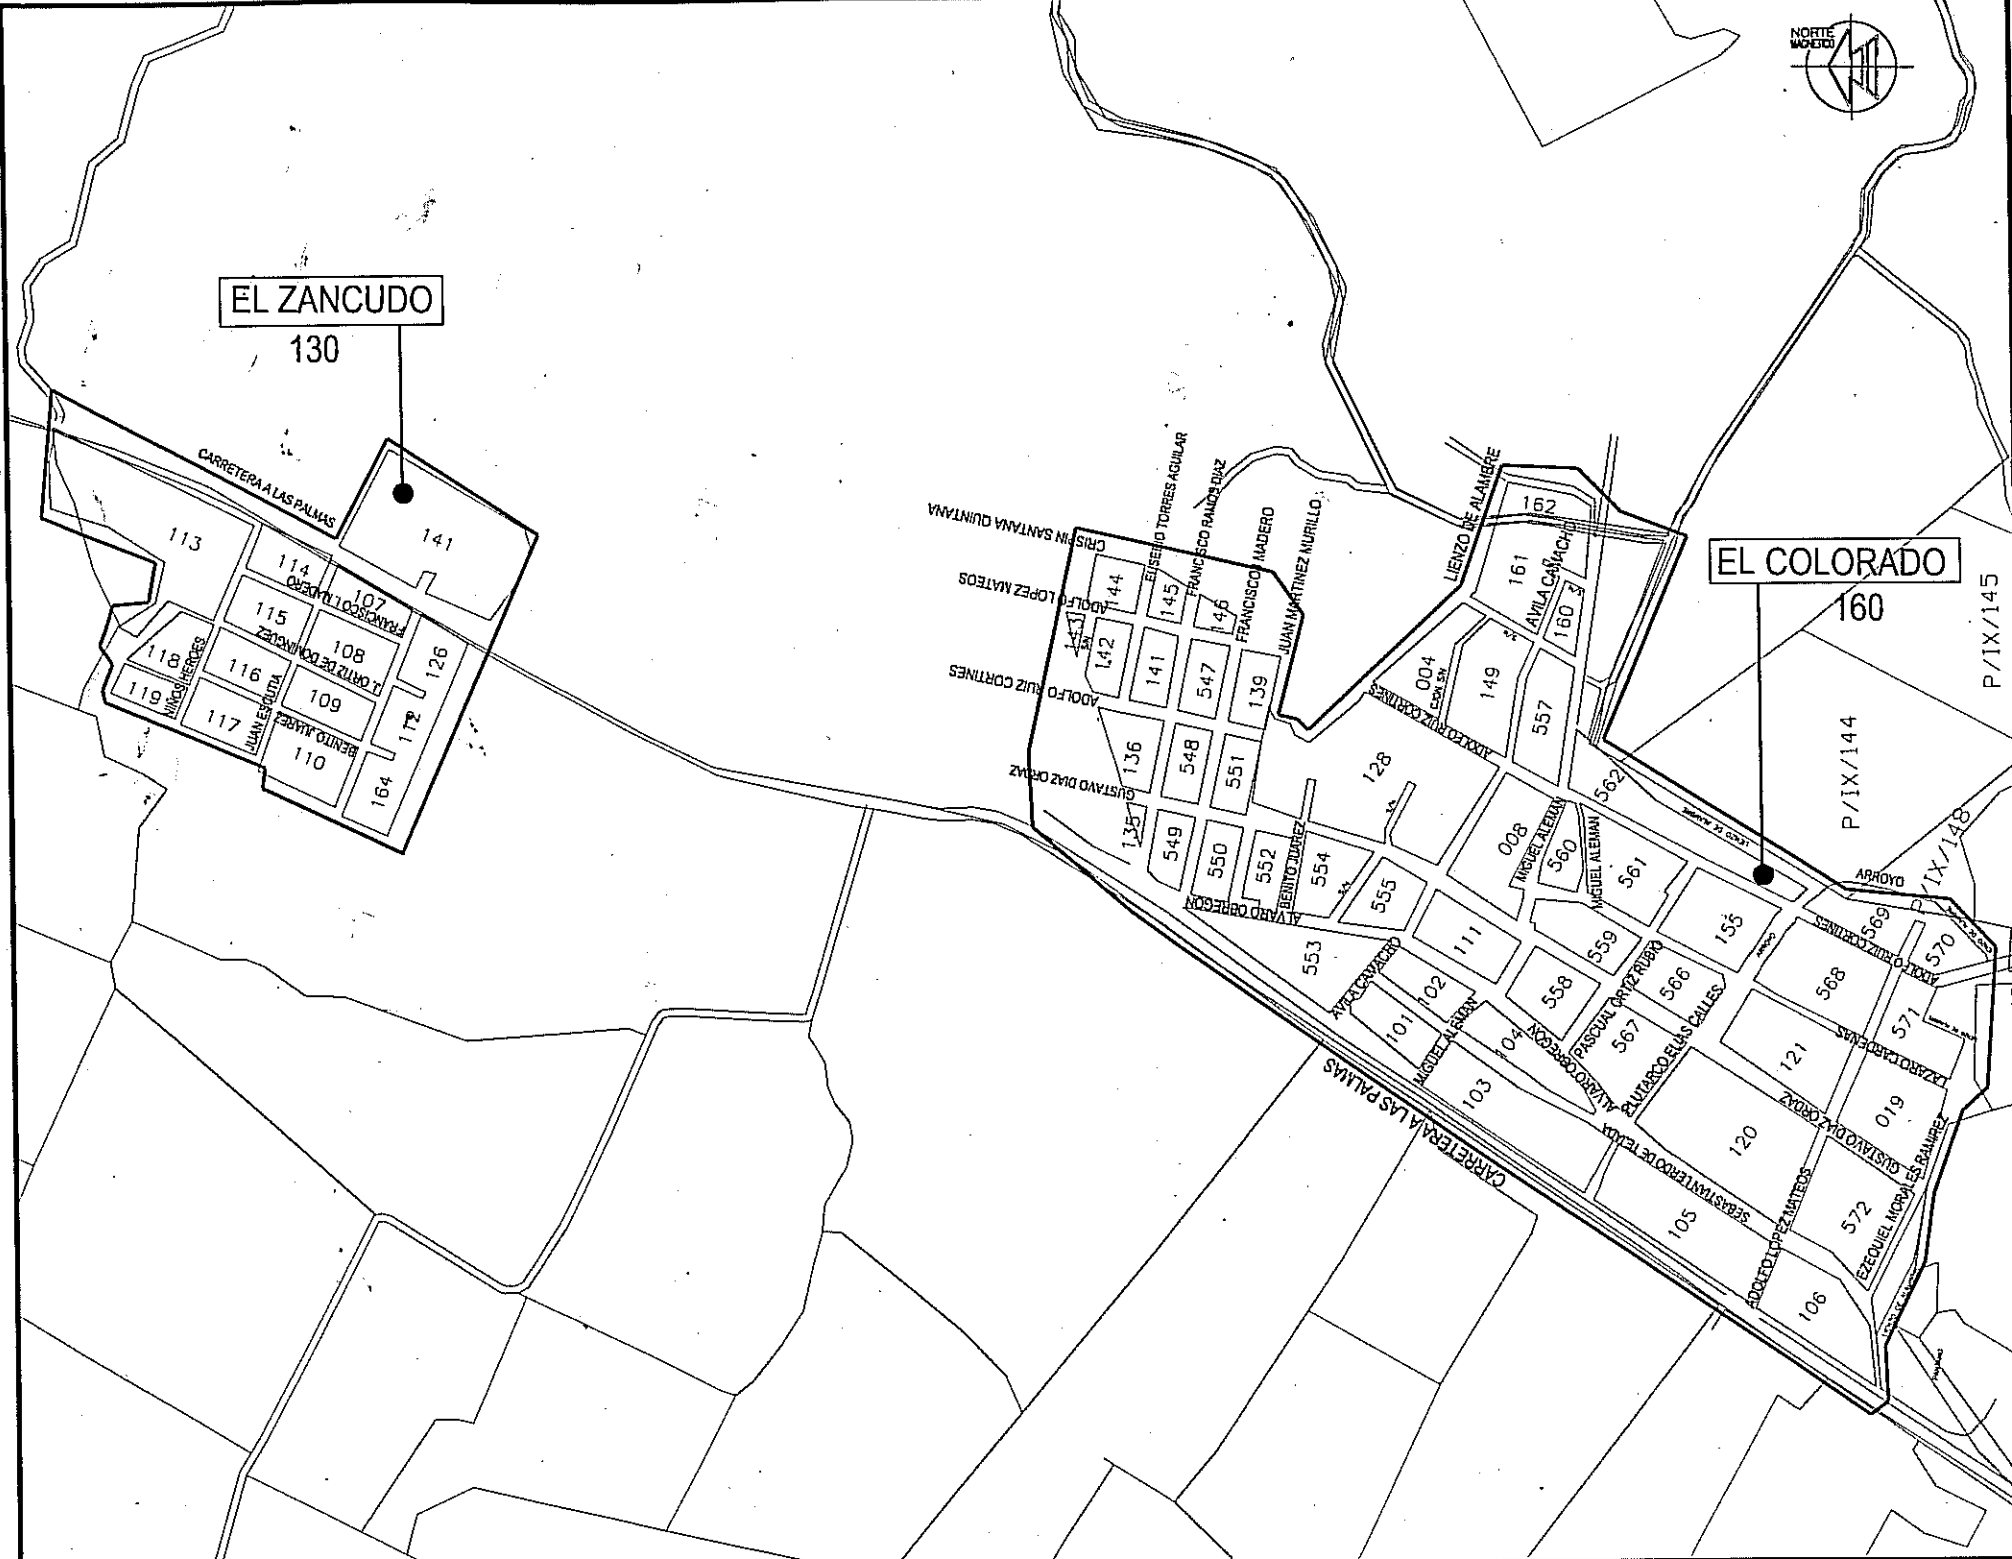 NORTE
MAGNETICO
EL ZANCUDO
130
CARRETERA A LAS PALMAS
113
141
114
FRANCISCO I. MADERO
107
115
J. ORTIZ DE DOMINGUEZ
108
126
118
NIÑOS HEROES
116
119
109
112
117
JUAN ESCUTIA
BENITO JUAREZ
110
164
CRISPIN SANTANA QUINTANA
EUSEBIO TORRES AGUILAR
FRANCISCO RAMOS DIAZ
FRANCISCO I MADERO
JUAN MARTINEZ MURILLO
LIENZO DE ALAMBRE
ADOLFO LOPEZ MATEOS
144
145
146
143
S/N
142
141
547
139
ADOLFO RUIZ CORTINES
136
548
551
GUSTAVO DIAZ ORDAZ
135
549
550
552
BENITO JUAREZ
554
S/N
555
ALVARO OBREGON
553
162
161
AVILA CAMACHO
S/N
160
EL COLORADO
160
004
CJON. S/N
S/N
149
557
ADOLFO RUIZ CORTINES
128
S/N
562
LIENZO DE ALAMBRE
008
MIGUEL ALEMAN
560
MIGUEL ALEMAN
561
P/IX/145
P/IX/144
P/IX/148
ARROYO
111
559
155
569
570
ADOLFO RUIZ CORTINES
AVILA CAMACHO
102
558
PASCUAL ORTIZ RUBIO
566
568
101
MIGUEL ALEMAN
104
ALVARO OBREGON
567
PLUTARCO ELIAS CALLES
121
571
LAZARO CARDENAS
CARRETERA A LAS PALMAS
103
120
GUSTAVO DIAZ ORDAZ
019
SEBASTIAN LERDO DE TEJADA
105
ADOLFO LOPEZ MATEOS
572
EZEQUIEL MORALES RAMIREZ
106